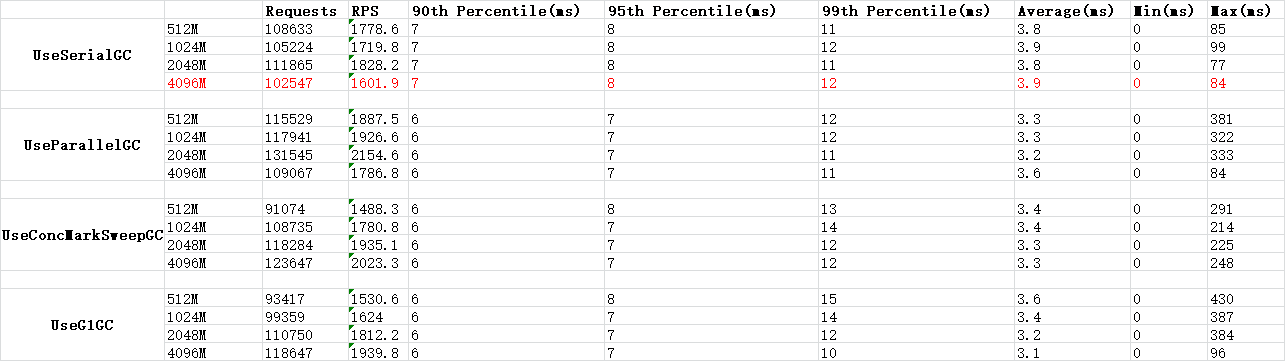 Requests RPS 90th Percentile(ms) 95th Percentile(ms) 99th Percentile(ms) Average(ms) Min(ms) Max(ms)
UseSerialGC
512M 108633 1778.6 7 8 11 3.8 0 85
1024M 105224 1719.8 7 8 12 3.9 0 99
2048M 111865 1828.2 7 8 11 3.8 0 77
4096M 102547 1601.9 7 8 12 3.9 0 84
UseParallelGC
512M 115529 1887.5 6 7 12 3.3 0 381
1024M 117941 1926.6 6 7 12 3.3 0 322
2048M 131545 2154.6 6 7 11 3.2 0 333
4096M 109067 1786.8 6 7 11 3.6 0 84
UseConcMarkSweepGC
512M 91074 1488.3 6 8 13 3.4 0 291
1024M 108735 1780.8 6 7 14 3.4 0 214
2048M 118284 1935.1 6 7 12 3.3 0 225
4096M 123647 2023.3 6 7 12 3.3 0 248
UseG1GC
512M 93417 1530.6 6 8 15 3.6 0 430
1024M 99359 1624 6 7 14 3.4 0 387
2048M 110750 1812.2 6 7 12 3.2 0 384
4096M 118647 1939.8 6 7 10 3.1 0 96